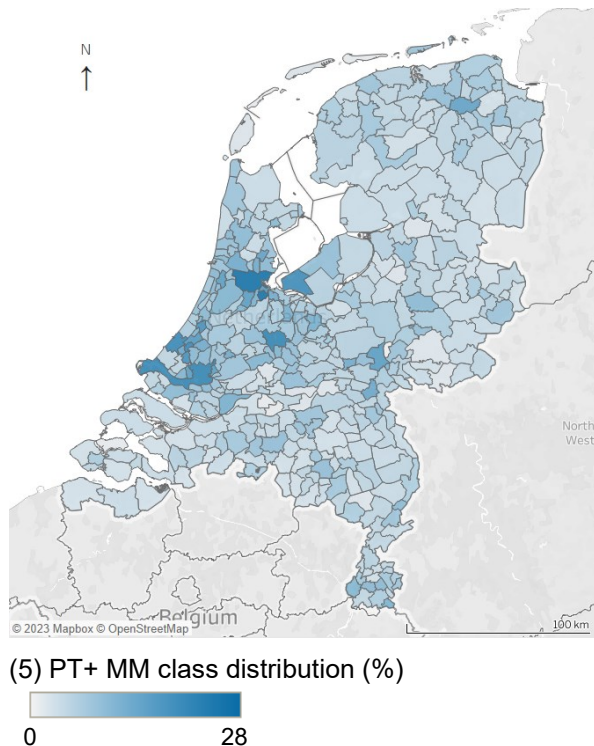 N
↑
North
West
Belgium
© 2023 Mapbox © OpenStreetMap
100 km
(5) PT+ MM class distribution (%)
0 28